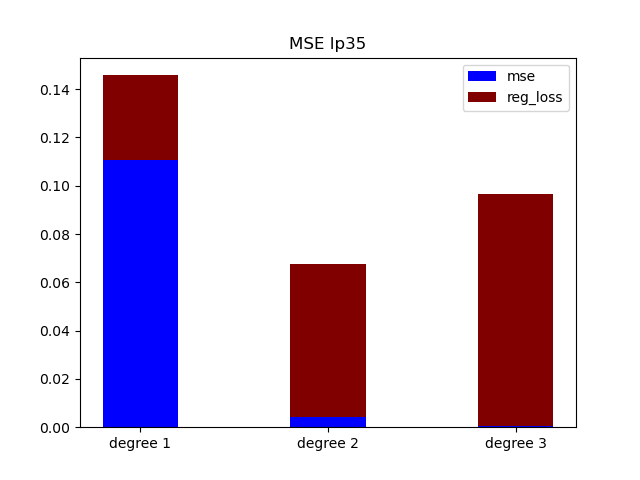 MSE lp35
mse
reg_loss
0.14
0.12
0.10
0.08
0.06
0.04
0.02
0.00
degree 1
degree 2
degree 3